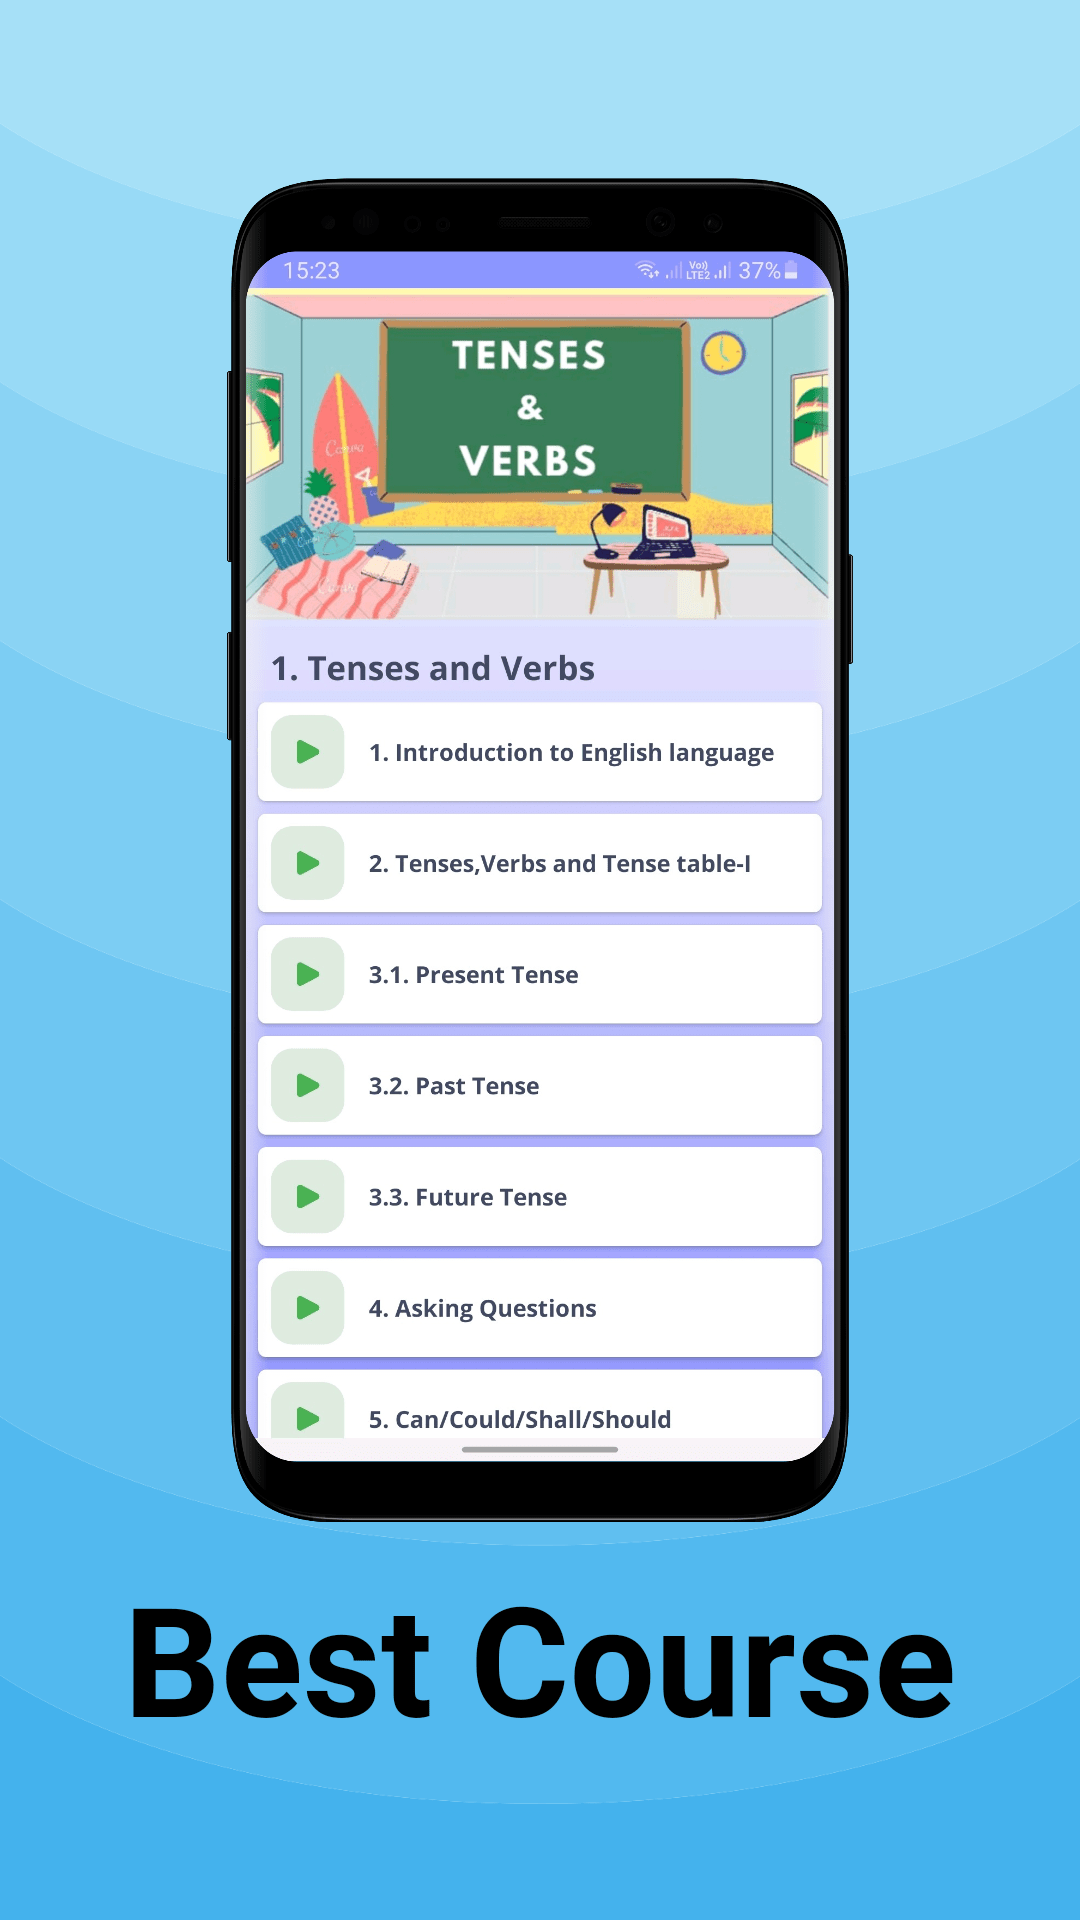 15:23
Vo))
LTE2
37%
TENSES
&
VERBS
Canva
Canva
1. Tenses and Verbs
1. Introduction to English language
2. Tenses,Verbs and Tense table-I
3.1. Present Tense
3.2. Past Tense
3.3. Future Tense
4. Asking Questions
5. Can/Could/Shall/Should
Best Course